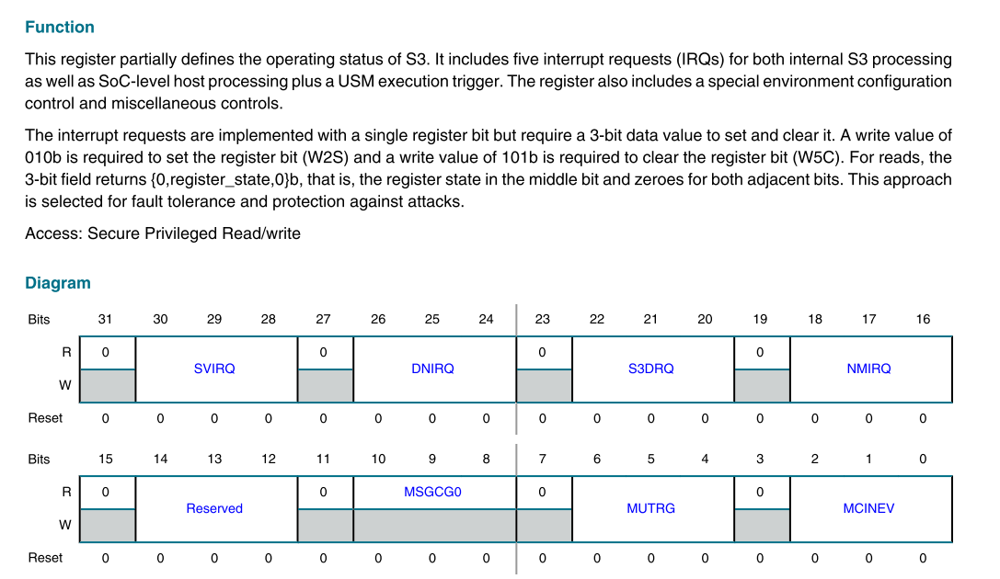 Function
This register partially defines the operating status of S3. It includes five interrupt requests (IRQs) for both internal S3 processing
as well as SoC-level host processing plus a USM execution trigger. The register also includes a special environment configuration
control and miscellaneous controls.
The interrupt requests are implemented with a single register bit but require a 3-bit data value to set and clear it. A write value of
010b is required to set the register bit (W2S) and a write value of 101b is required to clear the register bit (W5C). For reads, the
3-bit field returns {0,register_state,0}b, that is, the register state in the middle bit and zeroes for both adjacent bits. This approach
is selected for fault tolerance and protection against attacks.
Access: Secure Privileged Read/write
Diagram
Bits 31 30 29 28 27 26 25 24 23 22 21 20 19 18 17 16
R 0 0 0 0
SVIRQ DNIRQ S3DRQ NMIRQ
W
Reset 0 0 0 0 0 0 0 0 0 0 0 0 0 0 0 0
Bits 15 14 13 12 11 10 9 8 7 6 5 4 3 2 1 0
R 0 0 MSGCG0 0 0
Reserved MUTRG MCINEV
W
Reset 0 0 0 0 0 0 0 0 0 0 0 0 0 0 0 0